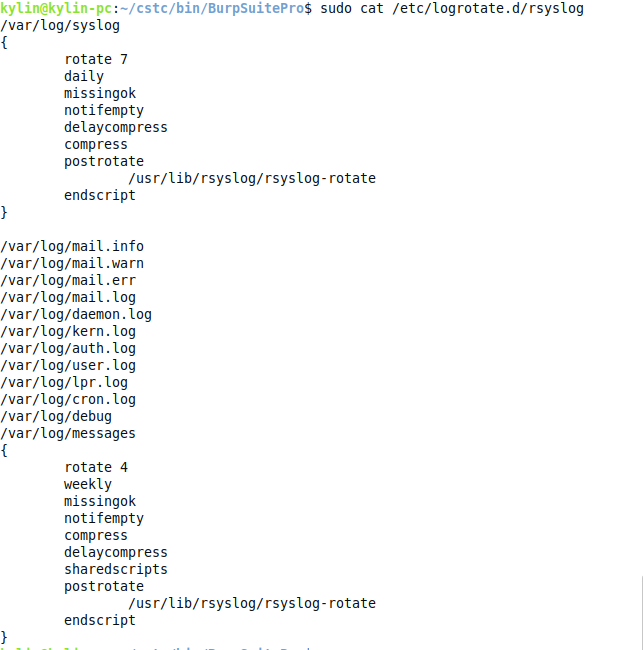 kylin@kylin-pc:~/cstc/bin/BurpSuitePro$ sudo cat /etc/logrotate.d/rsyslog
/var/log/syslog
{
        rotate 7
        daily
        missingok
        notifempty
        delaycompress
        compress
        postrotate
                /usr/lib/rsyslog/rsyslog-rotate
        endscript
}

/var/log/mail.info
/var/log/mail.warn
/var/log/mail.err
/var/log/mail.log
/var/log/daemon.log
/var/log/kern.log
/var/log/auth.log
/var/log/user.log
/var/log/lpr.log
/var/log/cron.log
/var/log/debug
/var/log/messages
{
        rotate 4
        weekly
        missingok
        notifempty
        compress
        delaycompress
        sharedscripts
        postrotate
                /usr/lib/rsyslog/rsyslog-rotate
        endscript
}